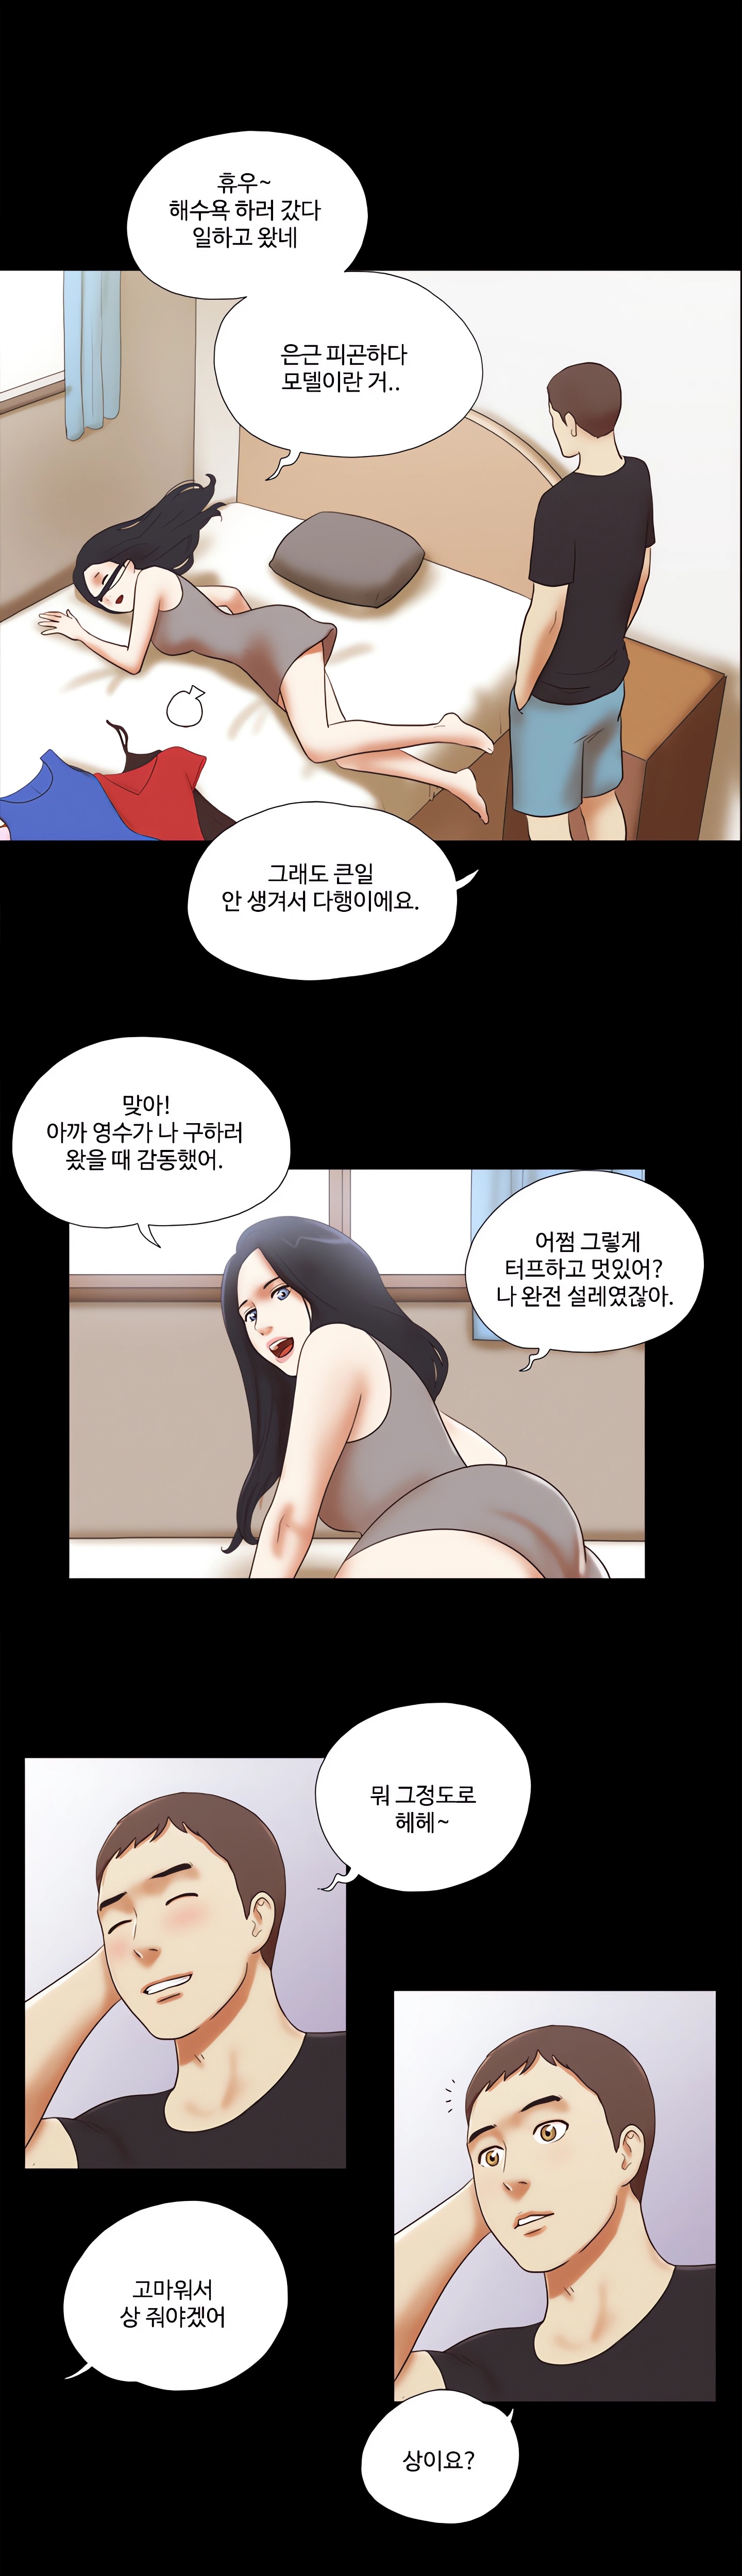 휴우~
해수욕 하러 갔다
일하고 왔네
은근 피곤하다
모델이란 거..
그래도 큰일
안 생겨서 다행이에요.
맞아!
아까 영수가 나 구하러
왔을 때 감동했어.
어쩜 그렇게
터프하고 멋있어?
나 완전 설레였잖아.
뭐 그정도로
헤헤~
고마워서
상 줘야겠어
상이요?